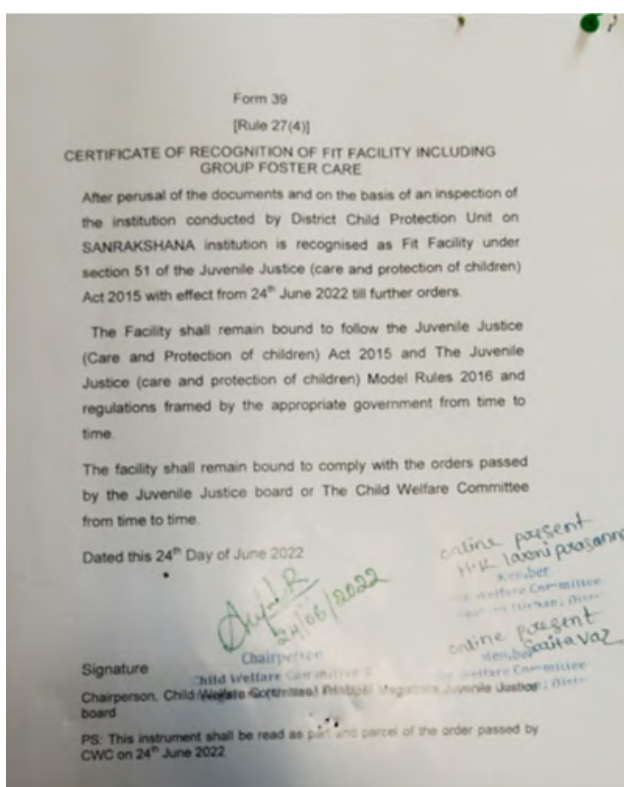 Form 39
[Rule 27(4)]
CERTIFICATE OF RECOGNITION OF FIT FACILITY INCLUDING
GROUP FOSTER CARE
After perusal of the documents and on the basis of an inspection of
the institution conducted by District Child Protection Unit on
SANRAKSHANA institution is recognised as Fit Facility under
section 51 of the Juvenile Justice (care and protection of children)
Act 2015 with effect from 24th June 2022 till further orders.
The Facility shall remain bound to follow the Juvenile Justice
(Care and Protection of children) Act 2015 and The Juvenile
Justice (care and protection of children) Model Rules 2016 and
regulations framed by the appropriate government from time to
time.
The facility shall remain bound to comply with the orders passed
by the Juvenile Justice board or The Child Welfare Committee
from time to time.
Dated this 24th Day of June 2022
online present
Member
Welfare Committee
24/06/2022
online present
Sarita Vaz
Member
Welfare Committee
Chairperson
Child Welfare Committee
Signature
Chairperson, Child Welfare Juvenile Justice
board
PS: This instrument shall be read as part and parcel of the order passed by
CWC on 24th June 2022